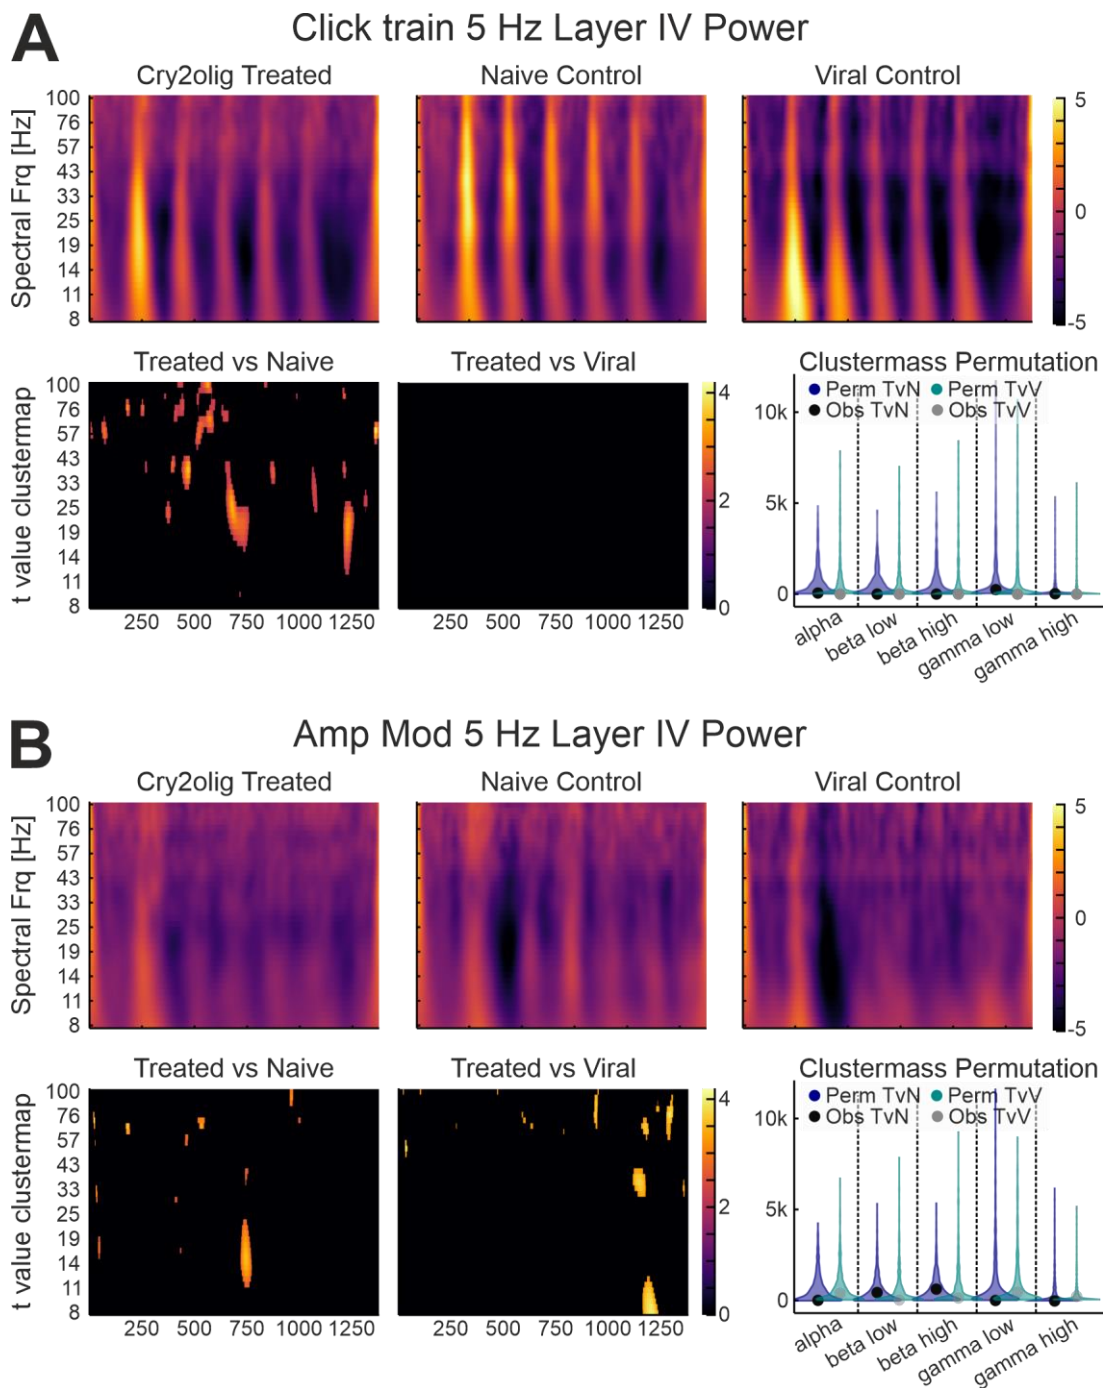 A
Click train 5 Hz Layer IV Power
Cry2olig Treated
Naive Control
Viral Control
Spectral Frq [Hz]
100
76
57
43
33
25
19
14
11
8
5
0
-5
Treated vs Naive
Treated vs Viral
Clustermass Permutation
t value clustermap
100
76
57
43
33
25
19
14
11
8
250 500 750 1000 1250
250 500 750 1000 1250
4
2
0
Perm TvN Perm TvV
Obs TvN Obs TvV
10k
5k
0
alpha
beta low
beta high
gamma low
gamma high
B
Amp Mod 5 Hz Layer IV Power
Cry2olig Treated
Naive Control
Viral Control
Spectral Frq [Hz]
100
76
57
43
33
25
19
14
11
8
5
0
-5
Treated vs Naive
Treated vs Viral
Clustermass Permutation
t value clustermap
100
76
57
43
33
25
19
14
11
8
250 500 750 1000 1250
250 500 750 1000 1250
4
2
0
Perm TvN Perm TvV
Obs TvN Obs TvV
10k
5k
0
alpha
beta low
beta high
gamma low
gamma high